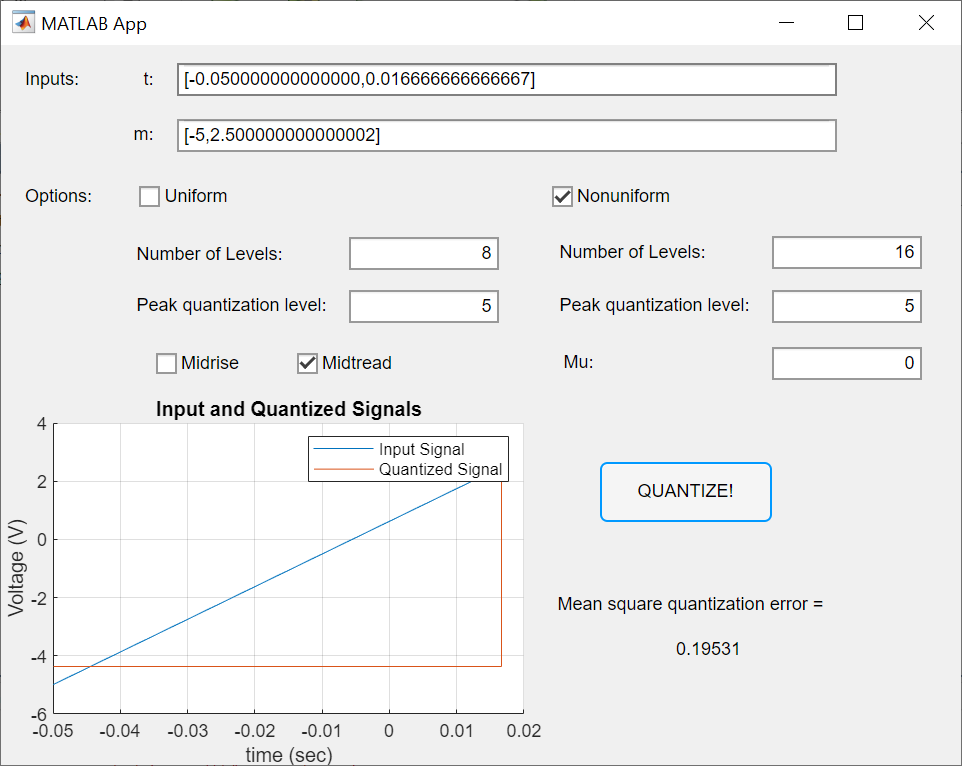 MATLAB App
Inputs: t: [-0.050000000000000,0.016666666666667]
m: [-5,2.500000000000002]
Options: Uniform Nonuniform
Number of Levels: 8 Number of Levels: 16
Peak quantization level: 5 Peak quantization level: 5
Midrise Midtread Mu: 0
Input and Quantized Signals
4
Input Signal
Quantized Signal
2
QUANTIZE!
0
Voltage (V)
-2
Mean square quantization error =
0.19531
-4
-6
-0.05 -0.04 -0.03 -0.02 -0.01 0 0.01 0.02
time (sec)